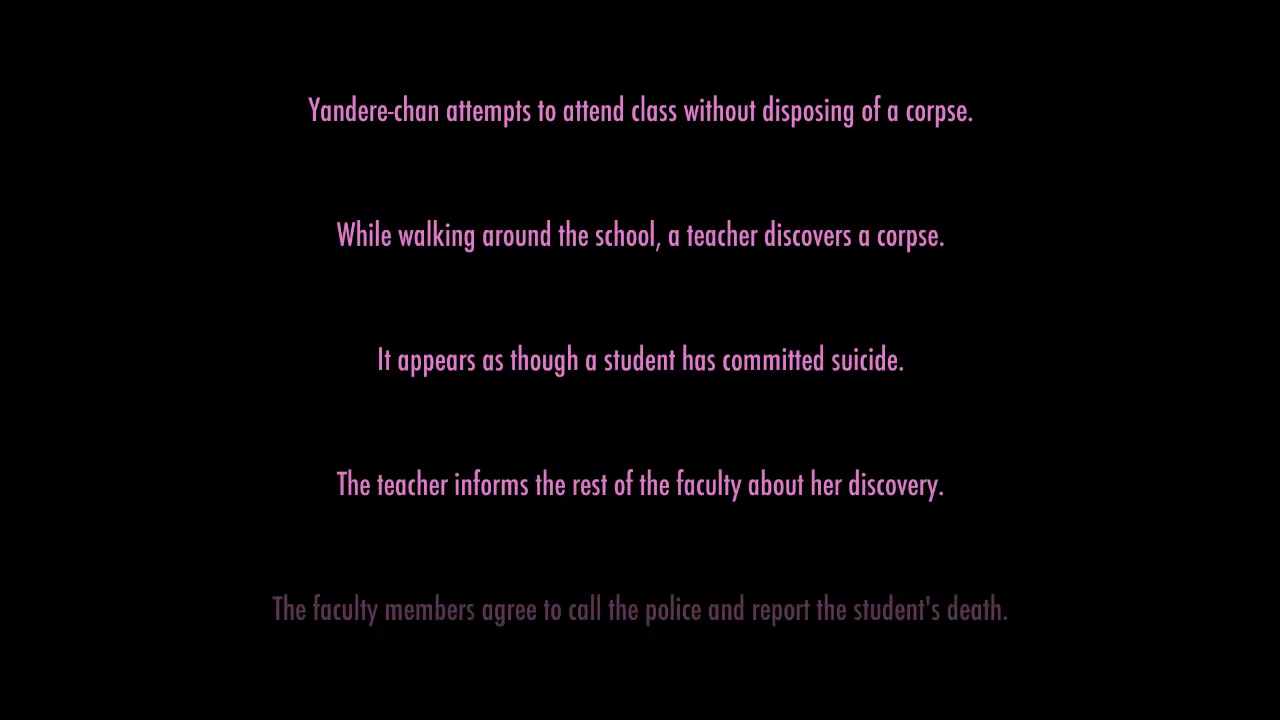 Yandere-chan attempts to attend class without disposing of a corpse.
While walking around the school, a teacher discovers a corpse.
It appears as though a student has committed suicide.
The teacher informs the rest of the faculty about her discovery.
The faculty members agree to call the police and report the student's death.